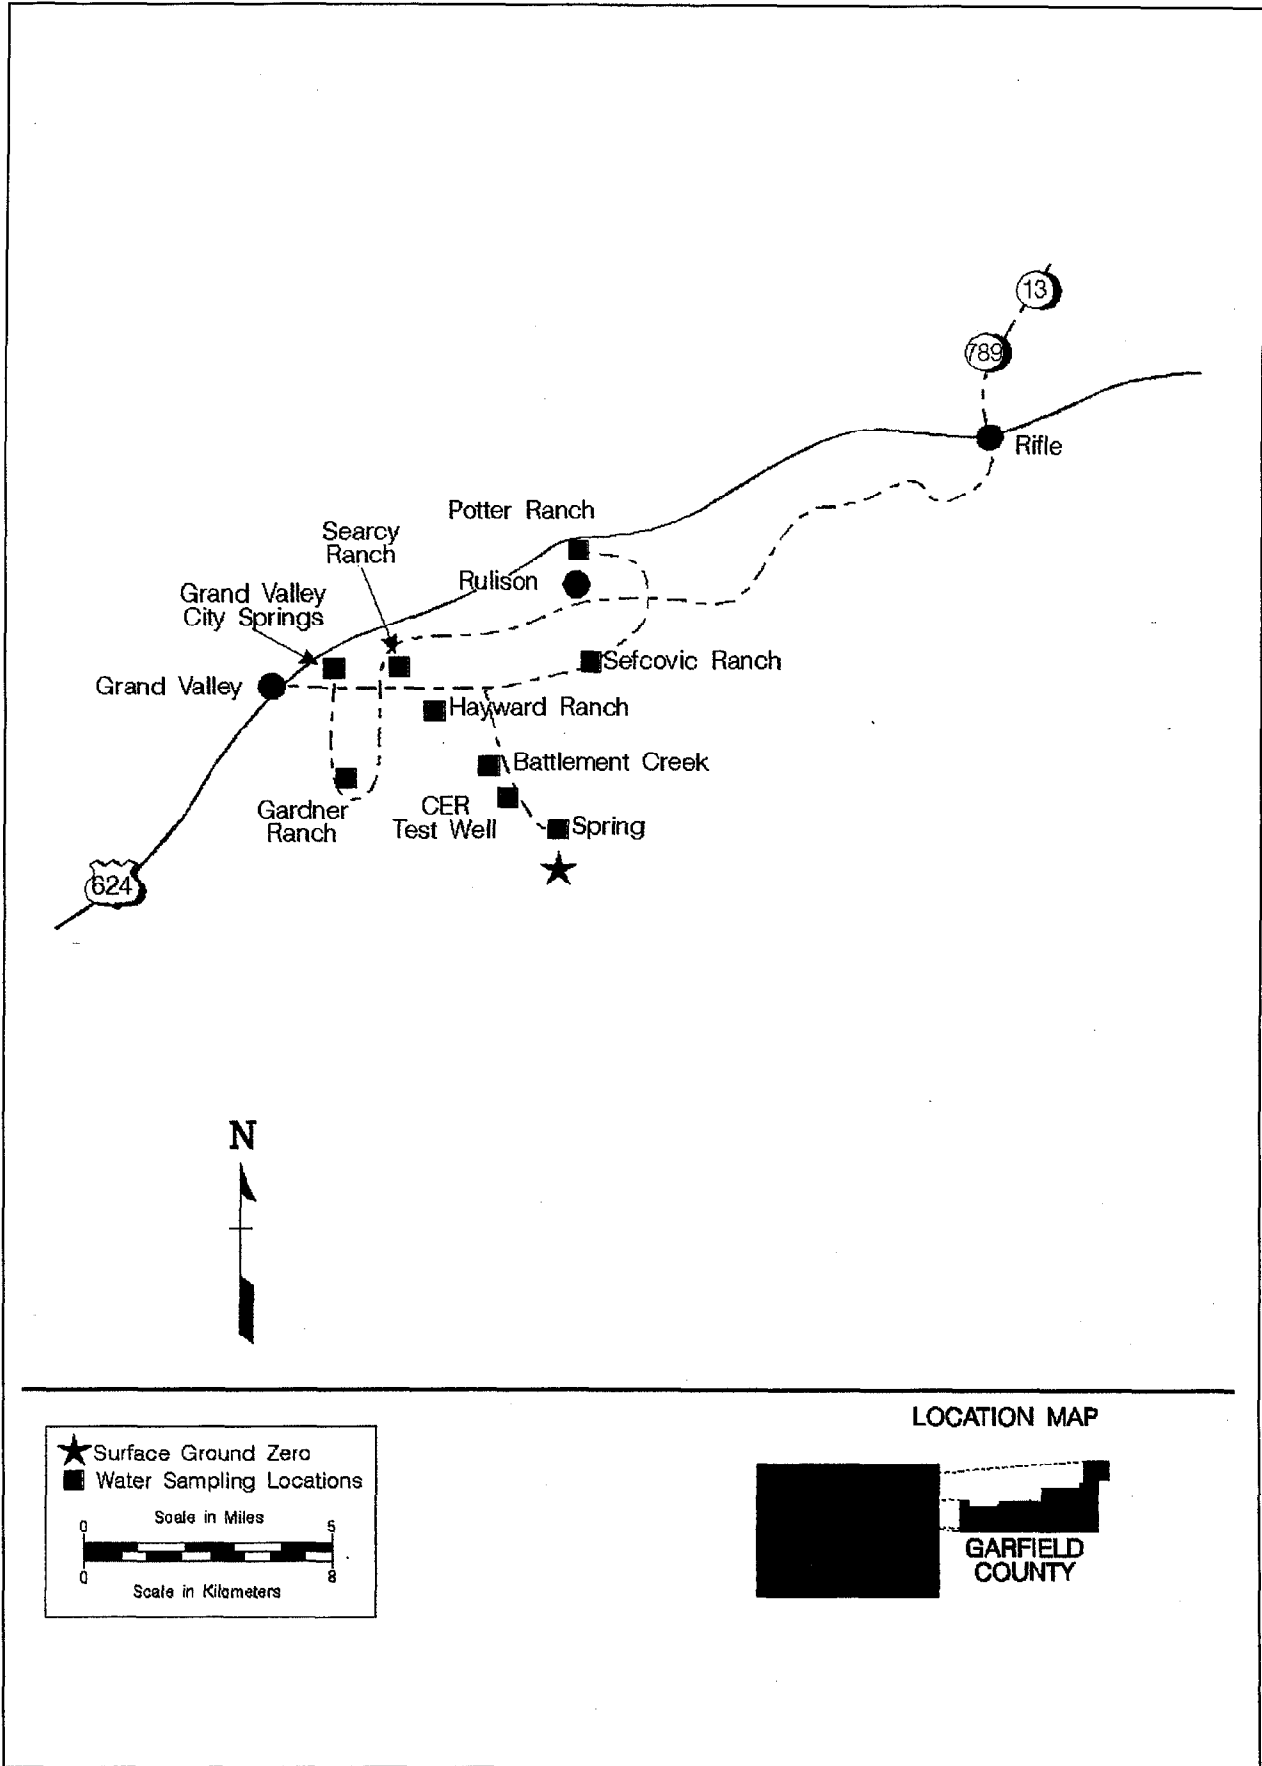 13
789
Rifle
Potter Ranch
Searcy
Ranch
Rulison
Grand Valley
City Springs
Sefcovic Ranch
Grand Valley
Hayward Ranch
Battlement Creek
CER
Test Well
Gardner
Ranch
Spring
624
N
LOCATION MAP
Surface Ground Zero
Water Sampling Locations
Scale in Miles
0 5
0 8
Scale in Kilometers
GARFIELD
COUNTY